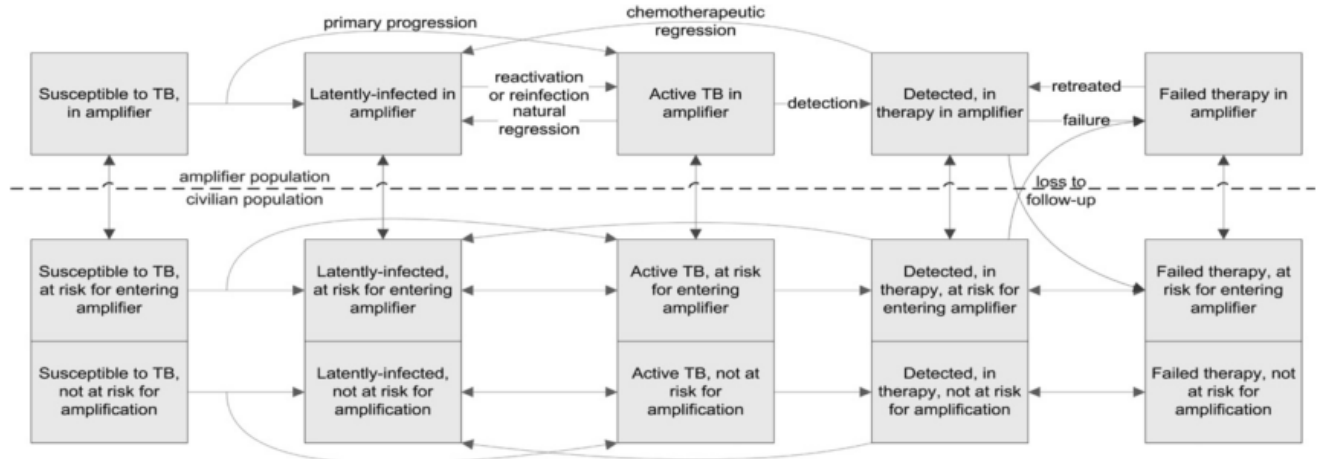 primary progression
chemotherapeutic
regression
Susceptible to TB,
in amplifier
Latently-infected in
amplifier
reactivation
or reinfection
natural
regression
Active TB in
amplifier
detection
Detected, in
therapy in amplifier
retreated
failure
Failed therapy in
amplifier
amplifier population
civilian population
loss to
follow-up
Susceptible to TB,
at risk for entering
amplifier
Latently-infected,
at risk for entering
amplifier
Active TB, at risk
for entering
amplifier
Detected, in
therapy, at risk for
entering amplifier
Failed therapy, at
risk for entering
amplifier
Susceptible to TB,
not at risk for
amplification
Latently-infected,
not at risk for
amplification
Active TB, not at
risk for
amplification
Detected, in
therapy, not at risk
for amplification
Failed therapy, not
at risk for
amplification